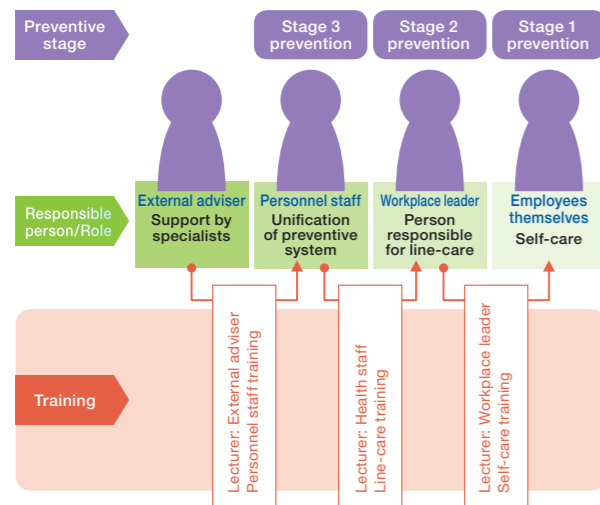 Preventive
stage
Stage 3
prevention
Stage 2
prevention
Stage 1
prevention
Responsible
person/Role
External adviser
Support by
specialists
Personnel staff
Unification
of preventive
system
Workplace leader
Person
responsible
for line-care
Employees
themselves
Self-care
Training
Lecturer: External adviser
Personnel staff training
Lecturer: Health staff
Line-care training
Lecturer: Workplace leader
Self-care training